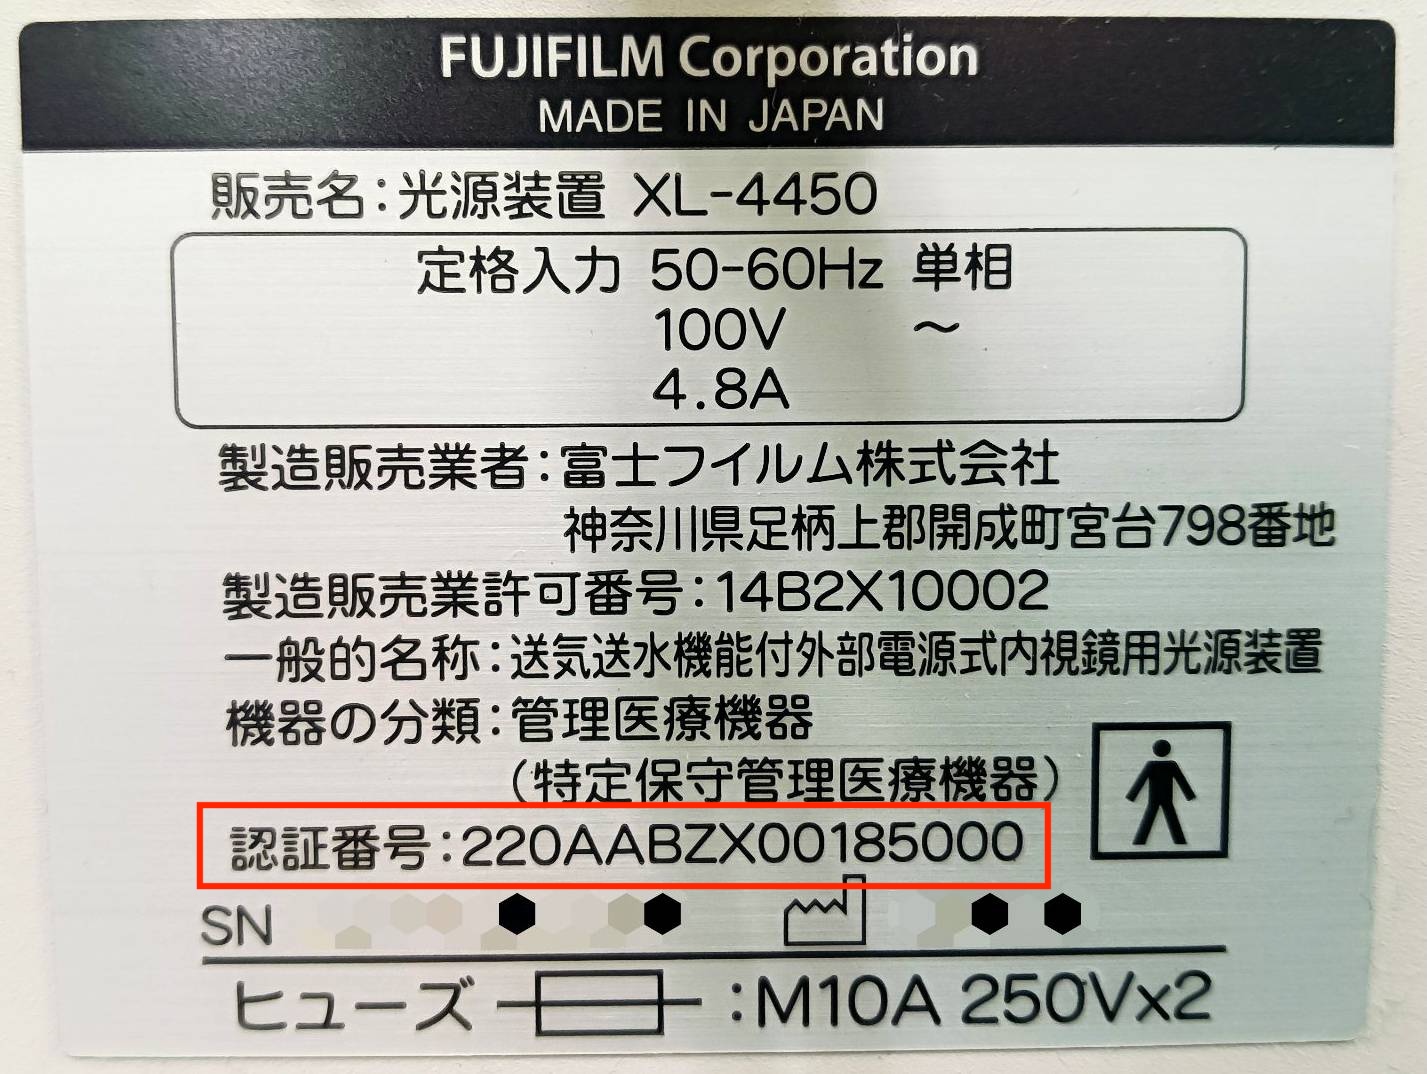 FUJIFILM Corporation
MADE IN JAPAN
販売名:光源装置 XL-4450
定格入力 50-60Hz 単相
100V ～
4.8A
製造販売業者:富士フイルム株式会社
神奈川県足柄上郡開成町宮台798番地
製造販売業許可番号:14B2X10002
一般的名称:送気送水機能付外部電源式内視鏡用光源装置
機器の分類:管理医療機器
(特定保守管理医療機器)
認証番号:220AABZX00185000
SN
ヒューズ :M10A 250Vx2